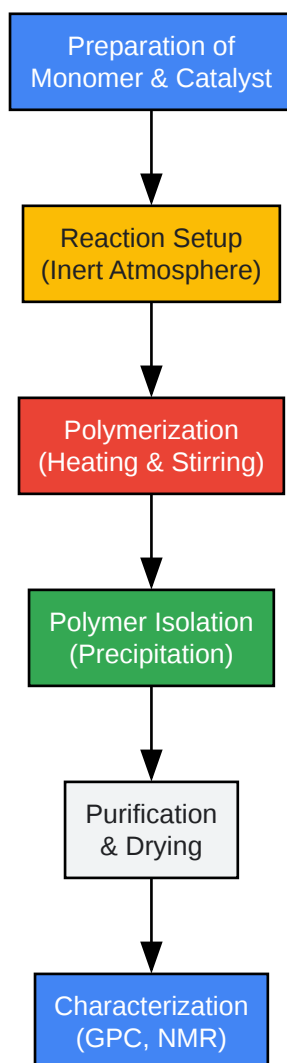 Preparation of
Monomer & Catalyst
Reaction Setup
(Inert Atmosphere)
Polymerization
(Heating & Stirring)
Polymer Isolation
(Precipitation)
Purification
& Drying
Characterization
(GPC, NMR)